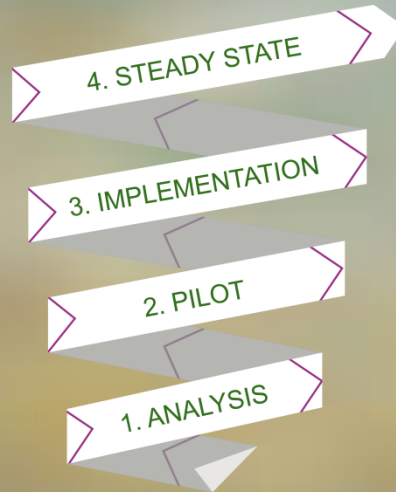 4. STEADY STATE
3. IMPLEMENTATION
2. PILOT
1. ANALYSIS